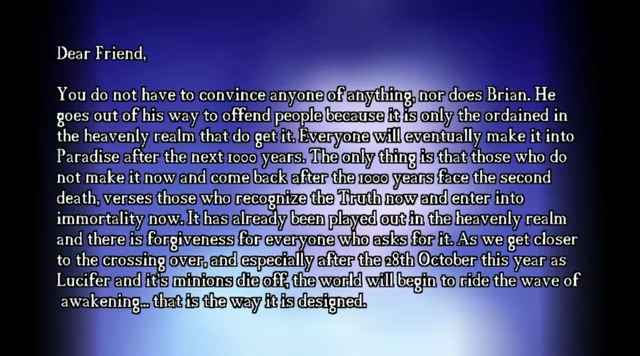 Dear Friend,
You do not have to convince anyone of anything, nor does Brian. He
goes out of his way to offend people because it is only the ordained in
the heavenly realm that do get it. Everyone will eventually make it into
Paradise after the next 1000 years. The only thing is that those who do
not make it now and come back after the 1000 years face the second
death, verses those who recognize the Truth now and enter into
immortality now. It has already been played out in the heavenly realm
and there is forgiveness for everyone who asks for it. As we get closer
to the crossing over, and especially after the 28th October this year as
Lucifer and it's minions die off, the world will begin to ride the wave of
awakening... that is the way it is designed.